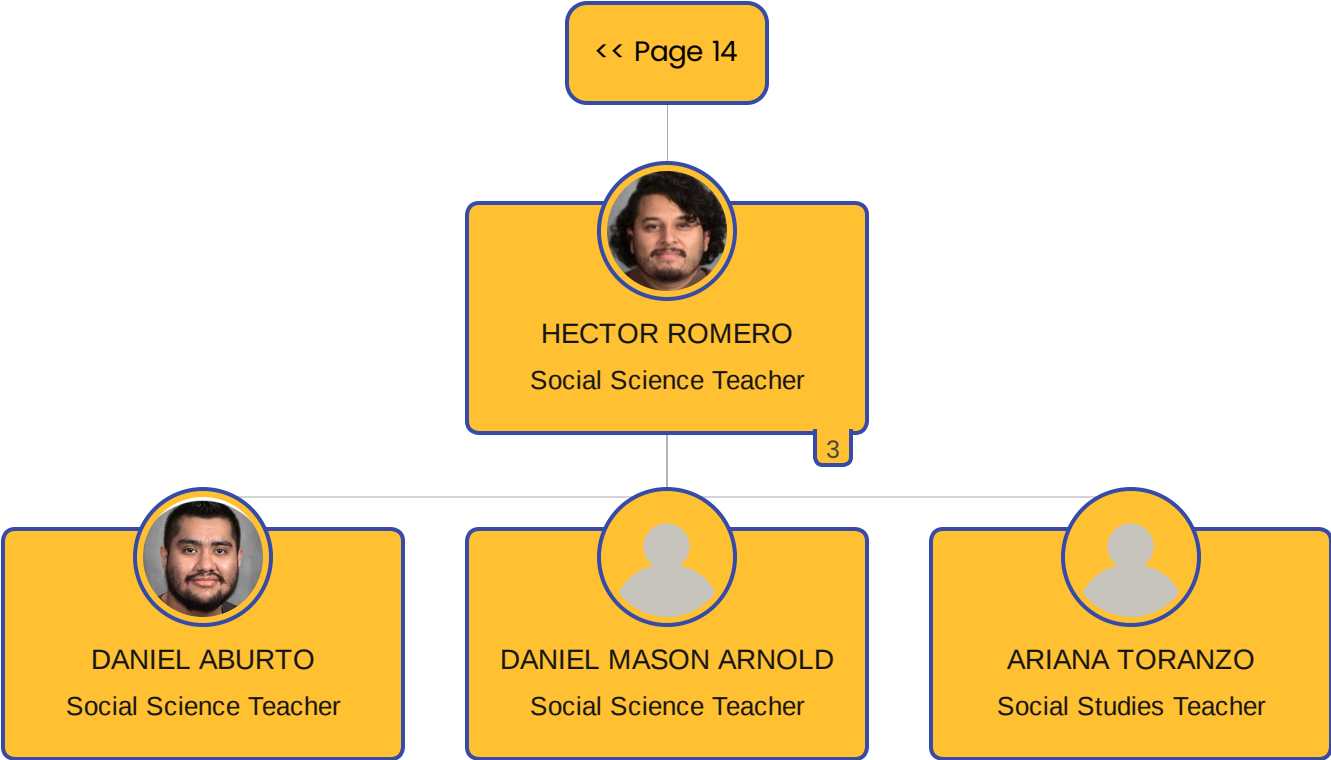 << Page 14
HECTOR ROMERO
Social Science Teacher
3
DANIEL ABURTO
Social Science Teacher
DANIEL MASON ARNOLD
Social Science Teacher
ARIANA TORANZO
Social Studies Teacher